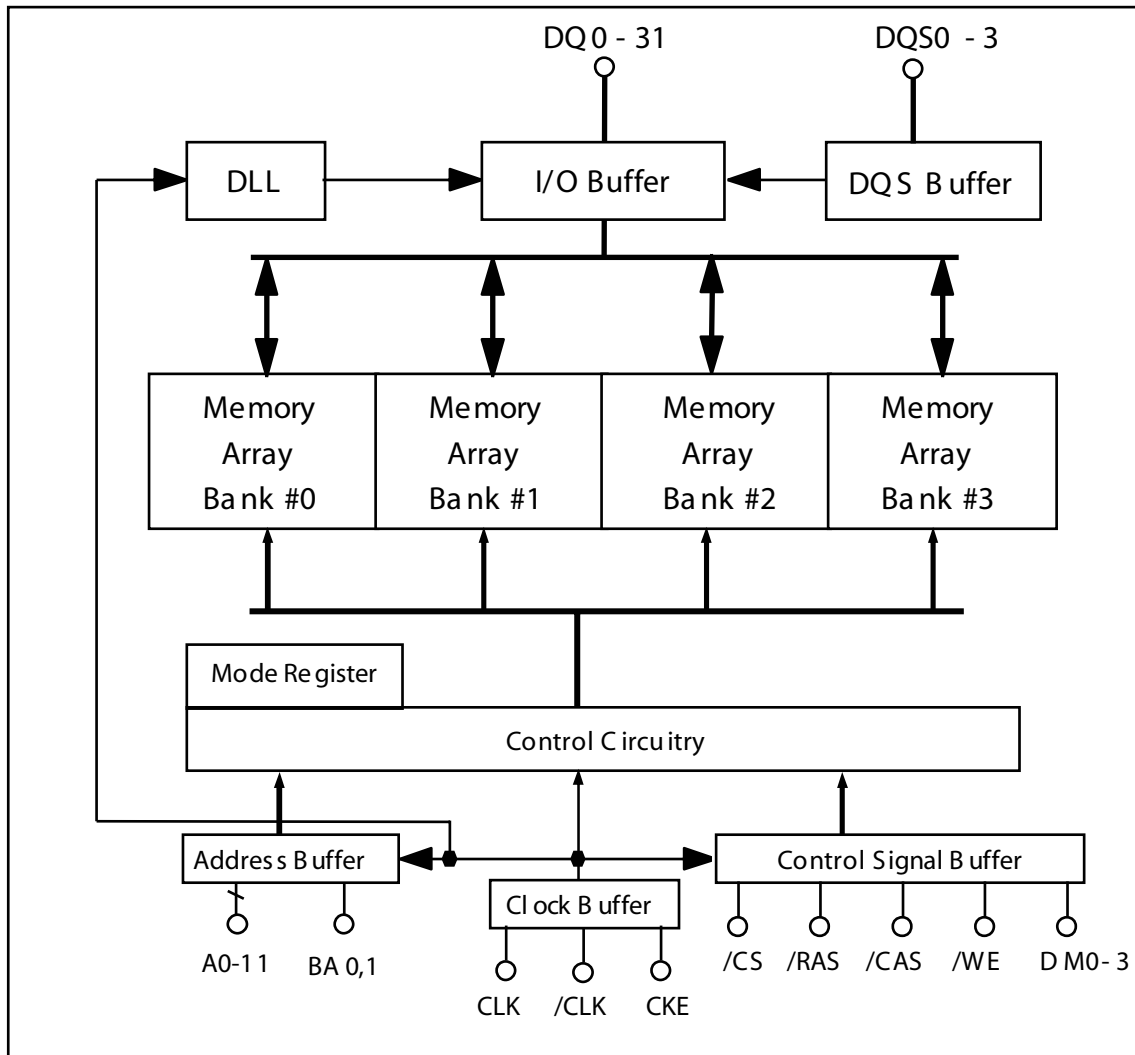 DQ0 - 31
DQS0 - 3
DLL
I/O Buffer
DQS Buffer
Memory
Array
Bank #0
Memory
Array
Bank #1
Memory
Array
Bank #2
Memory
Array
Bank #3
Mode Register
Control Circuitry
Address Buffer
Control Signal Buffer
Clock Buffer
A0-11
BA 0,1
/CS
/RAS
/CAS
/WE
DM0- 3
CLK
/CLK
CKE